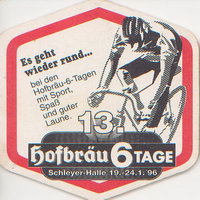 Es geht
wieder rund...
bei den
Hofbräu-6-Tagen
mit Sport,
Spaß
und guter
Laune.
13.
Hofbräu 6 TAGE
Schleyer-Halle 19.-24.1.96